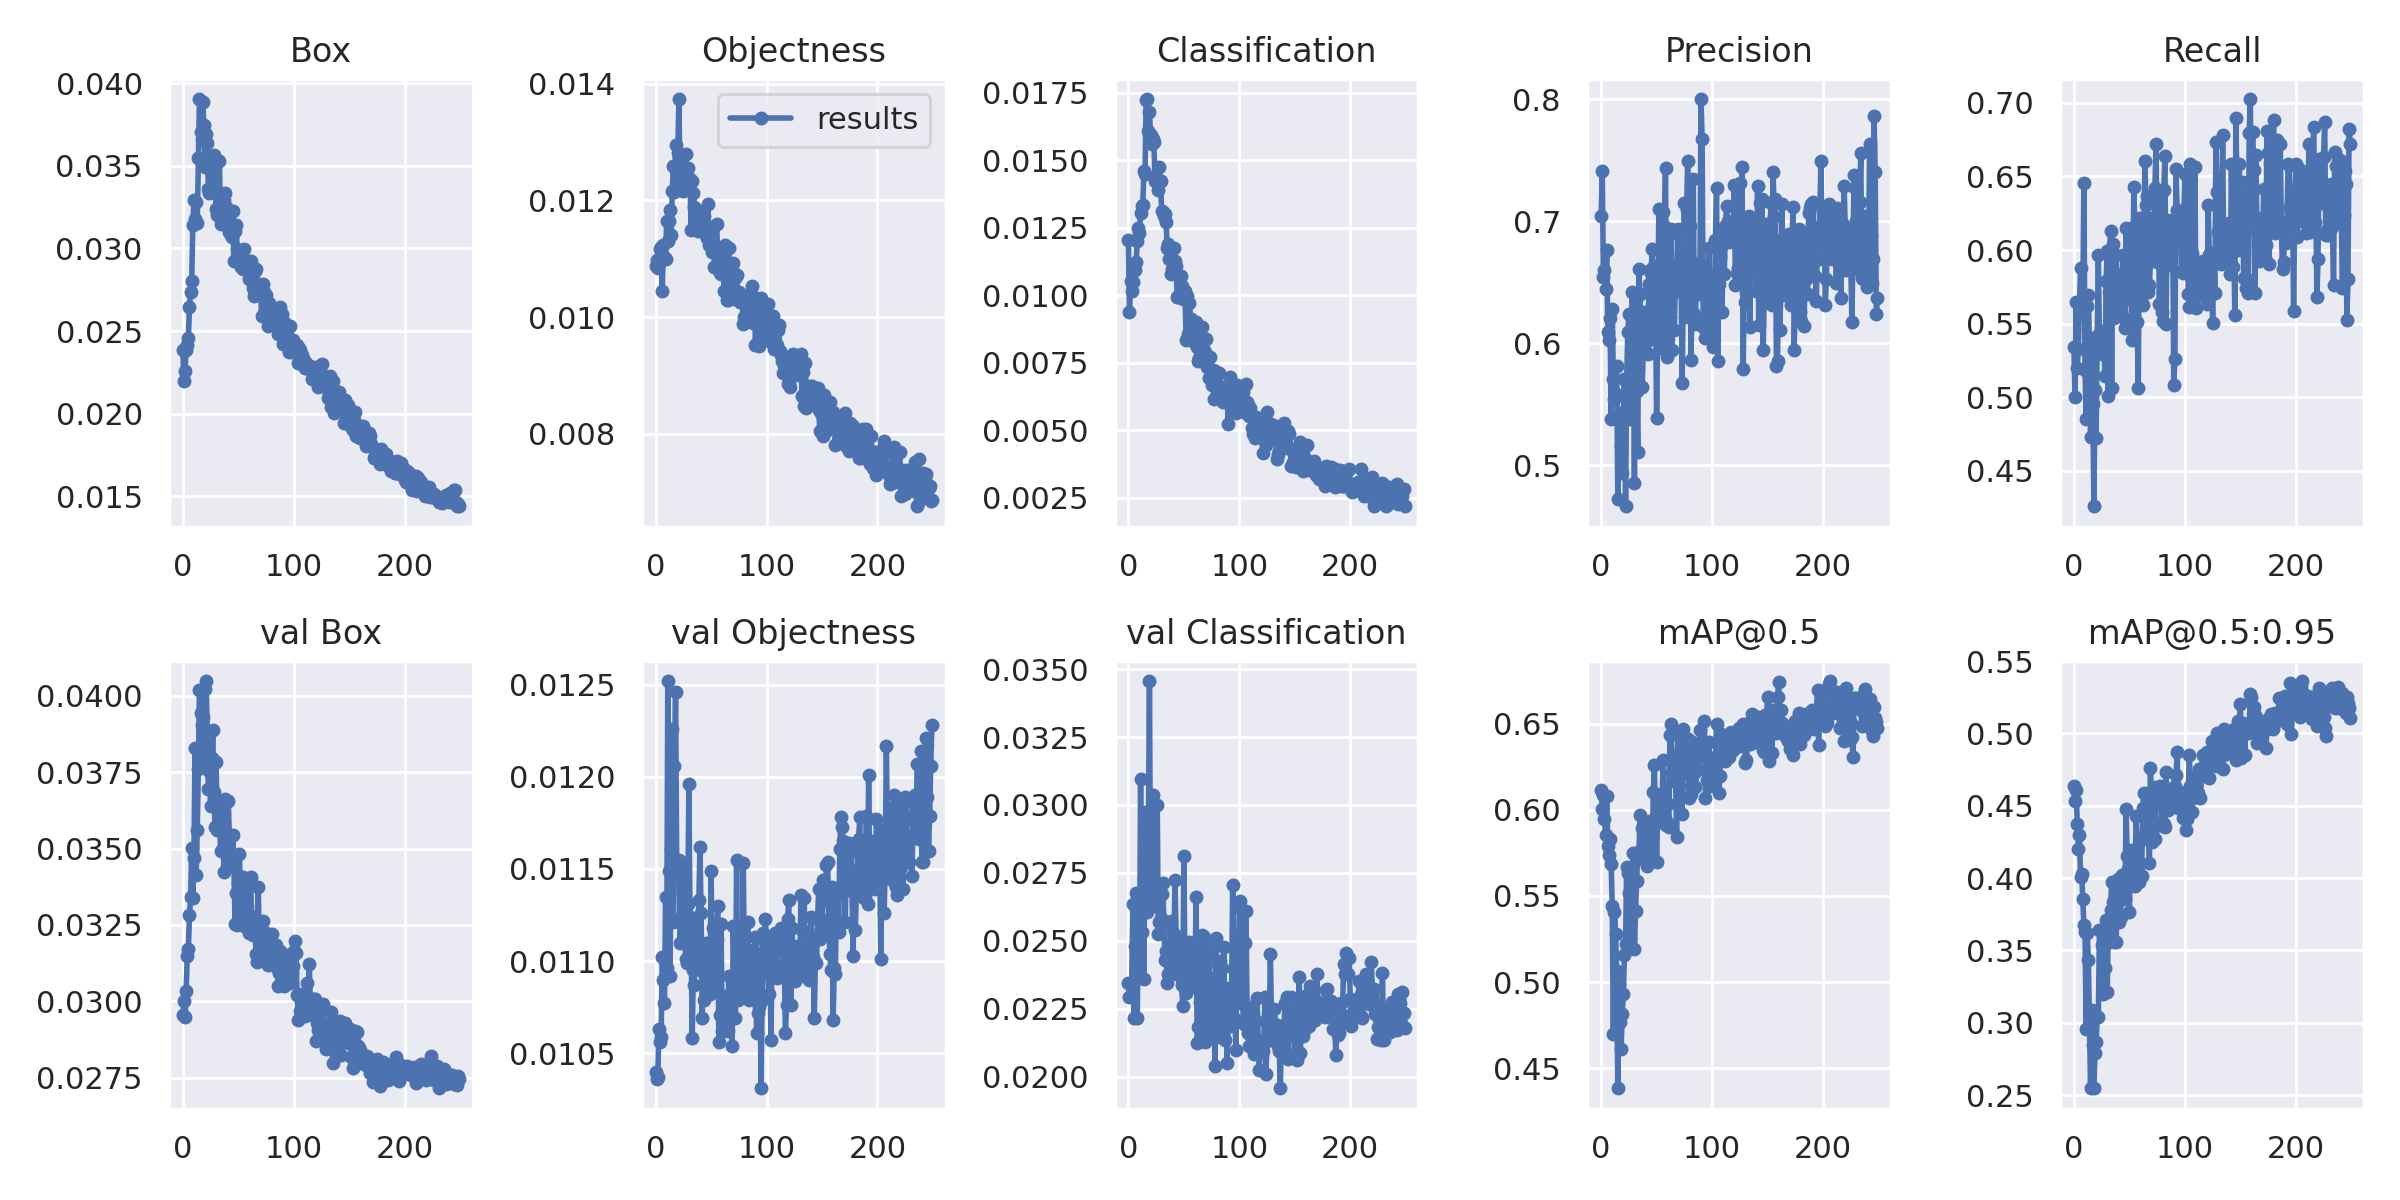 Box
0.040
0.035
0.030
0.025
0.020
0.015
0 100 200
Objectness
results
0.014
0.012
0.010
0.008
0 100 200
Classification
0.0175
0.0150
0.0125
0.0100
0.0075
0.0050
0.0025
0 100 200
Precision
0.8
0.7
0.6
0.5
0 100 200
Recall
0.70
0.65
0.60
0.55
0.50
0.45
0 100 200
val Box
0.0400
0.0375
0.0350
0.0325
0.0300
0.0275
0 100 200
val Objectness
0.0125
0.0120
0.0115
0.0110
0.0105
0 100 200
val Classification
0.0350
0.0325
0.0300
0.0275
0.0250
0.0225
0.0200
0 100 200
mAP@0.5
0.65
0.60
0.55
0.50
0.45
0 100 200
mAP@0.5:0.95
0.55
0.50
0.45
0.40
0.35
0.30
0.25
0 100 200